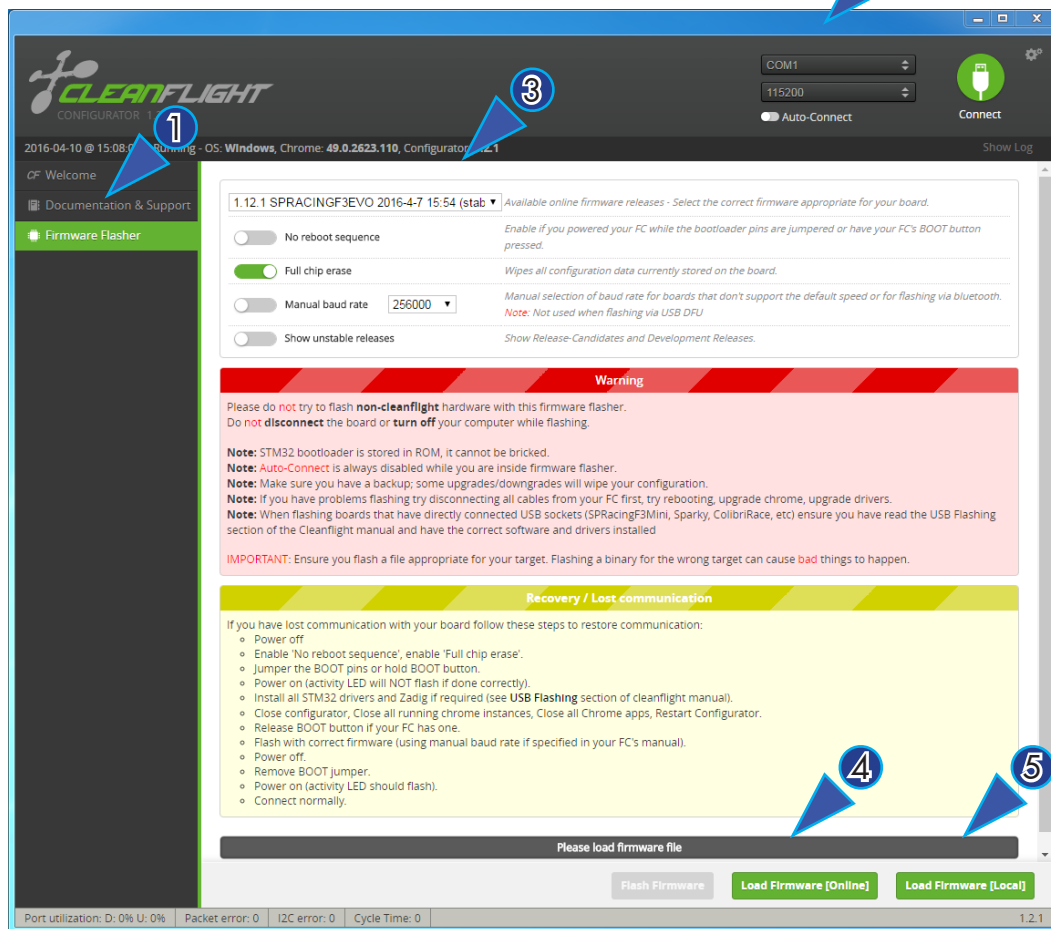 CLEANFLIGHT
CONFIGURATOR 1
COM1
115200
Auto-Connect
Connect
1
3
2016-04-10 @ 15:08:0 Running - OS: Windows, Chrome: 49.0.2623.110, Configurator: 1.2.1
Show Log
CF Welcome
Documentation & Support
Firmware Flasher
1.12.1 SPRACINGF3EVO 2016-4-7 15:54 (stab
Available online firmware releases - Select the correct firmware appropriate for your board.
No reboot sequence
Enable if you powered your FC while the bootloader pins are jumpered or have your FC's BOOT button
pressed.
Full chip erase
Wipes all configuration data currently stored on the board.
Manual baud rate
256000
Manual selection of baud rate for boards that don't support the default speed or for flashing via bluetooth.
Note: Not used when flashing via USB DFU
Show unstable releases
Show Release-Candidates and Development Releases.
Warning
Please do not try to flash non-cleanflight hardware with this firmware flasher.
Do not disconnect the board or turn off your computer while flashing.
Note: STM32 bootloader is stored in ROM, it cannot be bricked.
Note: Auto-Connect is always disabled while you are inside firmware flasher.
Note: Make sure you have a backup; some upgrades/downgrades will wipe your configuration.
Note: If you have problems flashing try disconnecting all cables from your FC first, try rebooting, upgrade chrome, upgrade drivers.
Note: When flashing boards that have directly connected USB sockets (SPRacingF3Mini, Sparky, ColibriRace, etc) ensure you have read the USB Flashing
section of the Cleanflight manual and have the correct software and drivers installed
IMPORTANT: Ensure you flash a file appropriate for your target. Flashing a binary for the wrong target can cause bad things to happen.
Recovery / Lost communication
If you have lost communication with your board follow these steps to restore communication:
Power off
Enable 'No reboot sequence', enable 'Full chip erase'.
Jumper the BOOT pins or hold BOOT button.
Power on (activity LED will NOT flash if done correctly).
Install all STM32 drivers and Zadig if required (see USB Flashing section of cleanflight manual).
Close configurator, Close all running chrome instances, Close all Chrome apps, Restart Configurator.
Release BOOT button if your FC has one.
Flash with correct firmware (using manual baud rate if specified in your FC's manual).
Power off.
Remove BOOT jumper.
Power on (activity LED should flash).
Connect normally.
4
5
Please load firmware file
Flash Firmware
Load Firmware [Online]
Load Firmware [Local]
Port utilization: D: 0% U: 0%
Packet error: 0
I2C error: 0
Cycle Time: 0
1.2.1